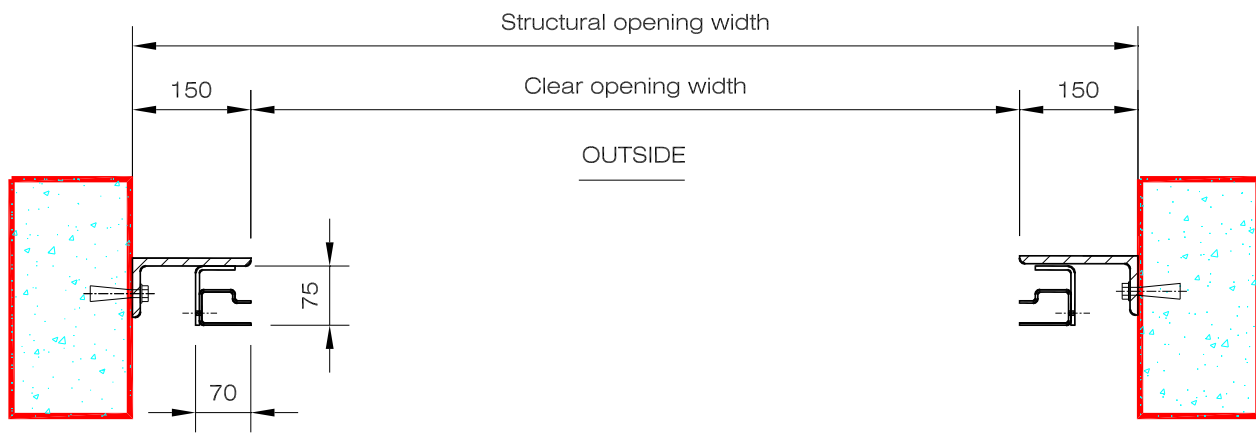 Structural opening width
150
Clear opening width
150
OUTSIDE
75
70